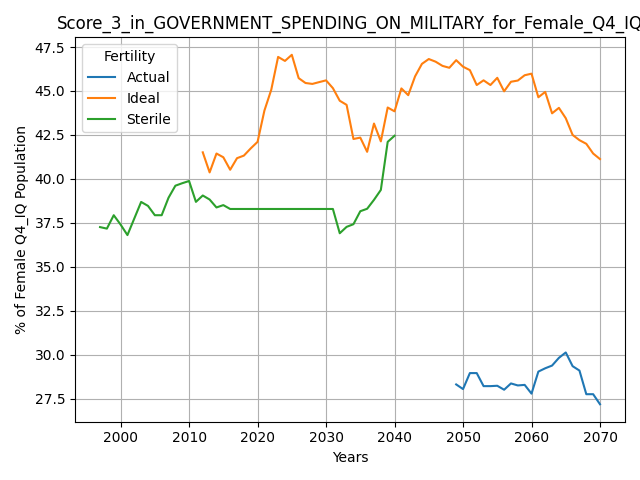 Score_3_in_GOVERNMENT_SPENDING_ON_MILITARY_for_Female_Q4_IQ
Fertility
Actual
Ideal
Sterile
% of Female Q4_IQ Population
47.5
45.0
42.5
40.0
37.5
35.0
32.5
30.0
27.5
2000 2010 2020 2030 2040 2050 2060 2070
Years